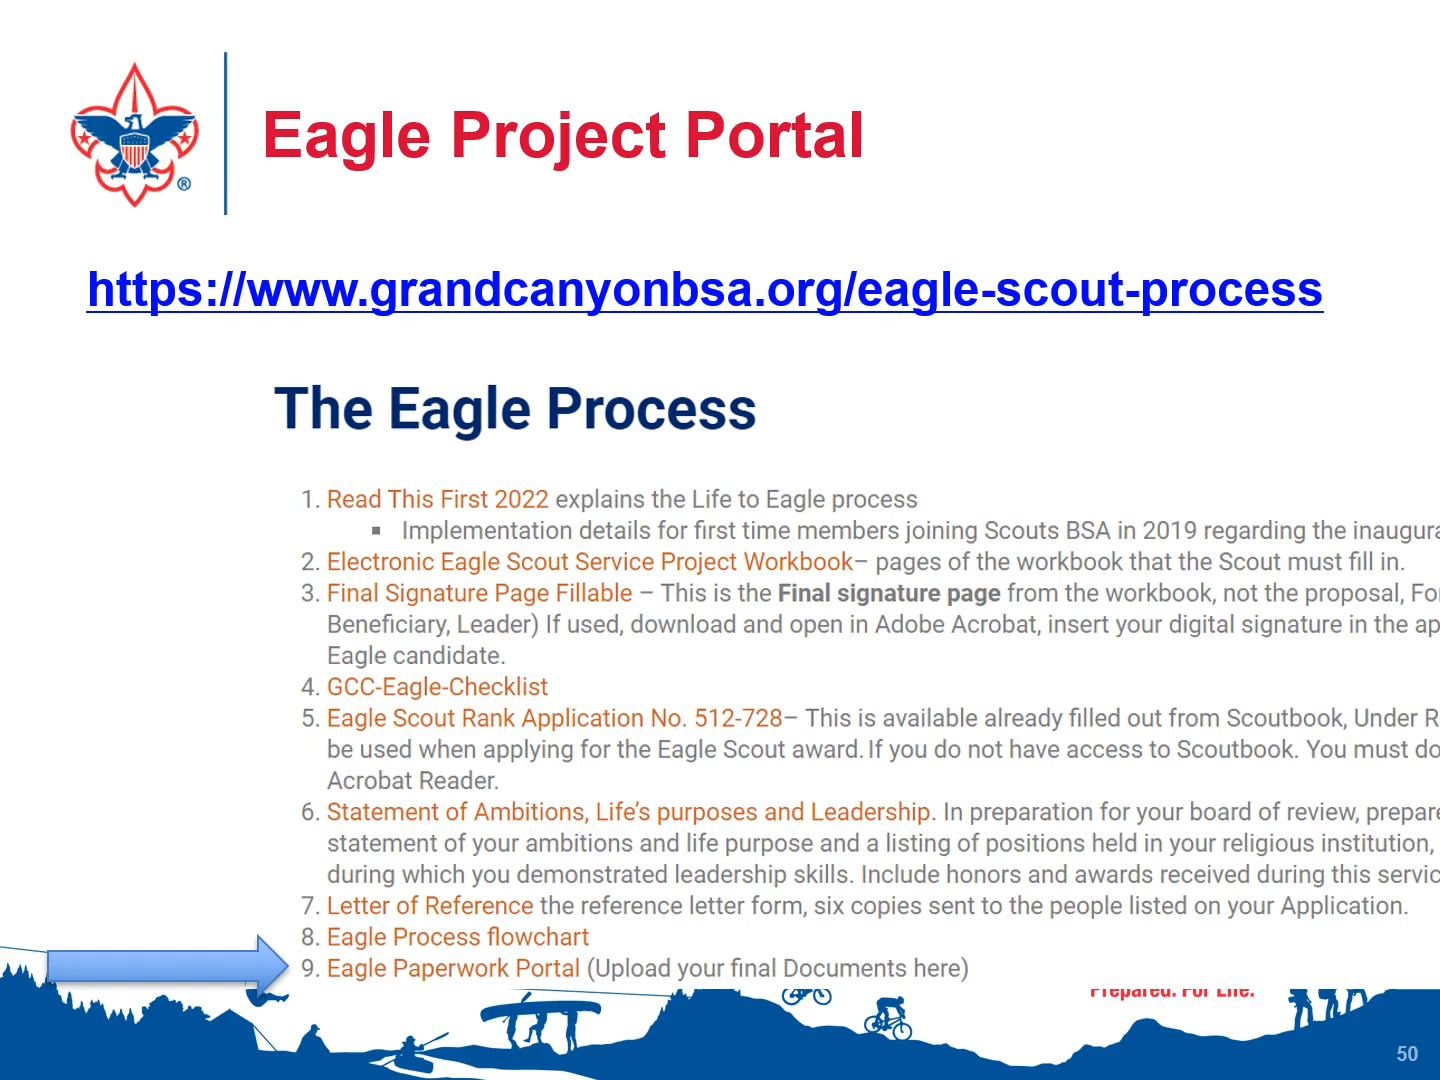 Eagle Project Portal
®
https://www.grandcanyonbsa.org/eagle-scout-process
The Eagle Process
1. Read This First 2022 explains the Life to Eagle process
▪ Implementation details for first time members joining Scouts BSA in 2019 regarding the
2. Electronic Eagle Scout Service Project Workbook– pages of the workbook that the Scout must fill in.
3. Final Signature Page Fillable – This is the Final signature page from the workbook, not the proposal,
Beneficiary, Leader) If used, download and open in Adobe Acrobat, insert your digital signature in the
Eagle candidate.
4. GCC-Eagle-Checklist
5. Eagle Scout Rank Application No. 512-728– This is available already filled out from Scoutbook, Under
be used when applying for the Eagle Scout award. If you do not have access to Scoutbook. You must
Acrobat Reader.
6. Statement of Ambitions, Life's purposes and Leadership. In preparation for your board of review,
statement of your ambitions and life purpose and a listing of positions held in your religious institution,
during which you demonstrated leadership skills. Include honors and awards received during this
7. Letter of Reference the reference letter form, six copies sent to the people listed on your Application.
8. Eagle Process flowchart
9. Eagle Paperwork Portal (Upload your final Documents here)
Prepared. For Life.
50